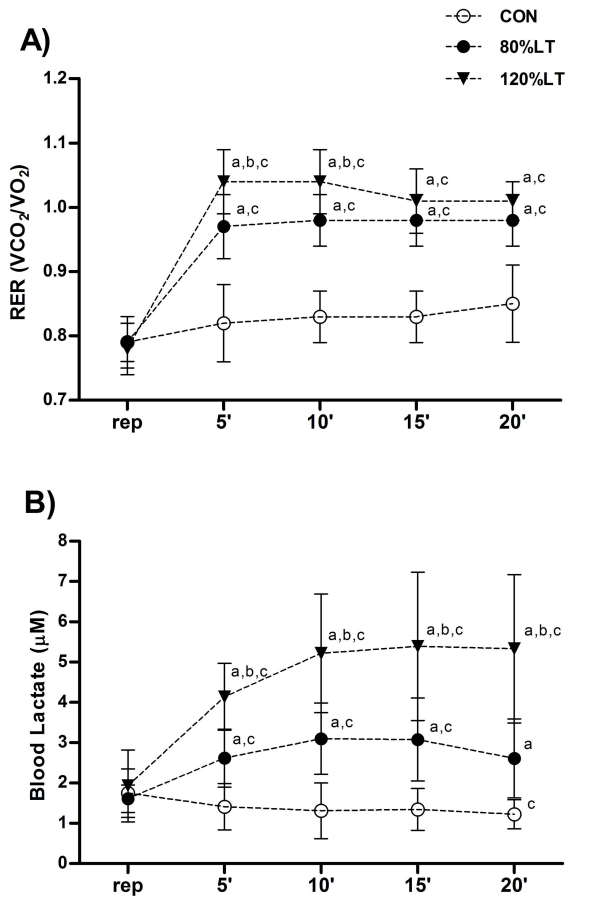 CON
A)
80%LT
120%LT
1.2
1.1
1.0
0.9
0.8
0.7
RER (VCO2/VO2)
a,b,c
a,b,c
a,c
a,c
a,c
a,c
a,c
a,c
rep
5'
10'
15'
20'
B)
8
7
6
5
4
3
2
1
0
Blood Lactate (μM)
a,b,c
a,b,c
a,b,c
a,b,c
a,c
a,c
a,c
a
c
rep
5'
10'
15'
20'